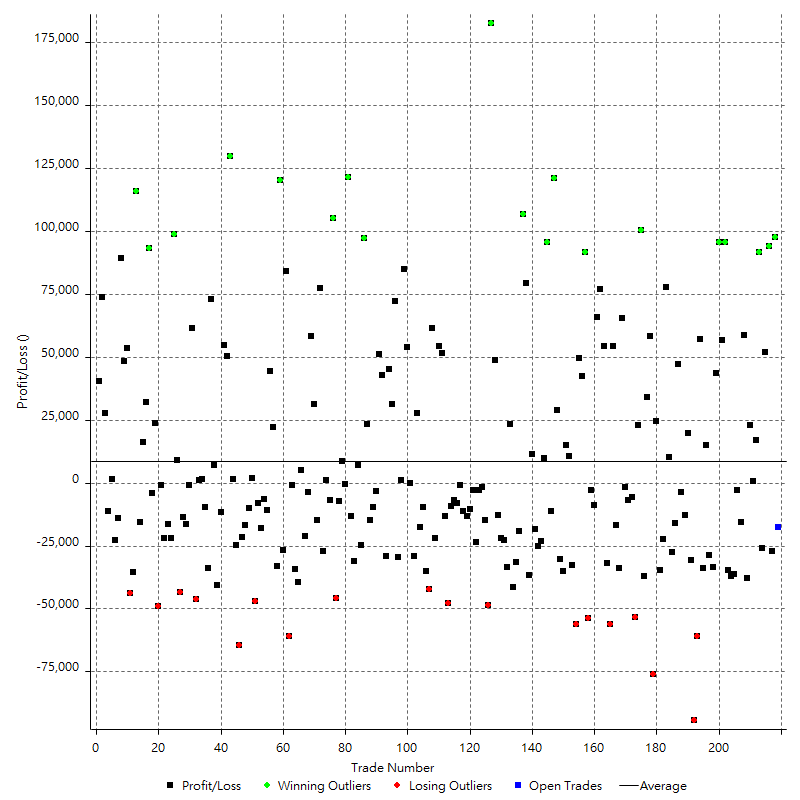 175,000
150,000
125,000
100,000
75,000
50,000
25,000
0
-25,000
-50,000
-75,000
Profit/Loss ()
0 20 40 60 80 100 120 140 160 180 200
Trade Number
Profit/Loss Winning Outliers Losing Outliers Open Trades Average